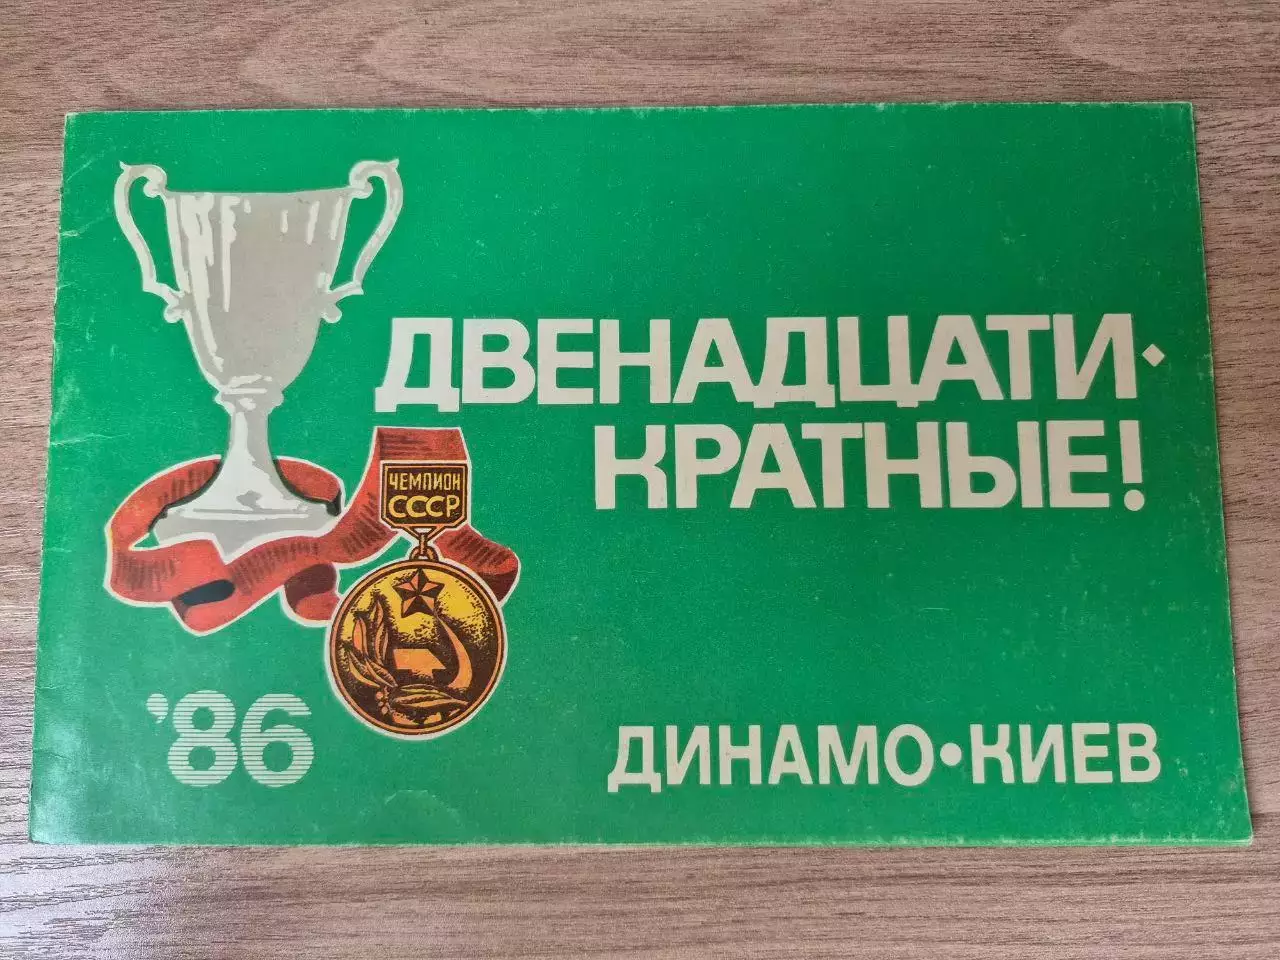 ДВЕНАДЦАТИ-
КРАТНЫЕ!
ЧЕМПИОН
СССР
'86
ДИНАМО•КИЕВ